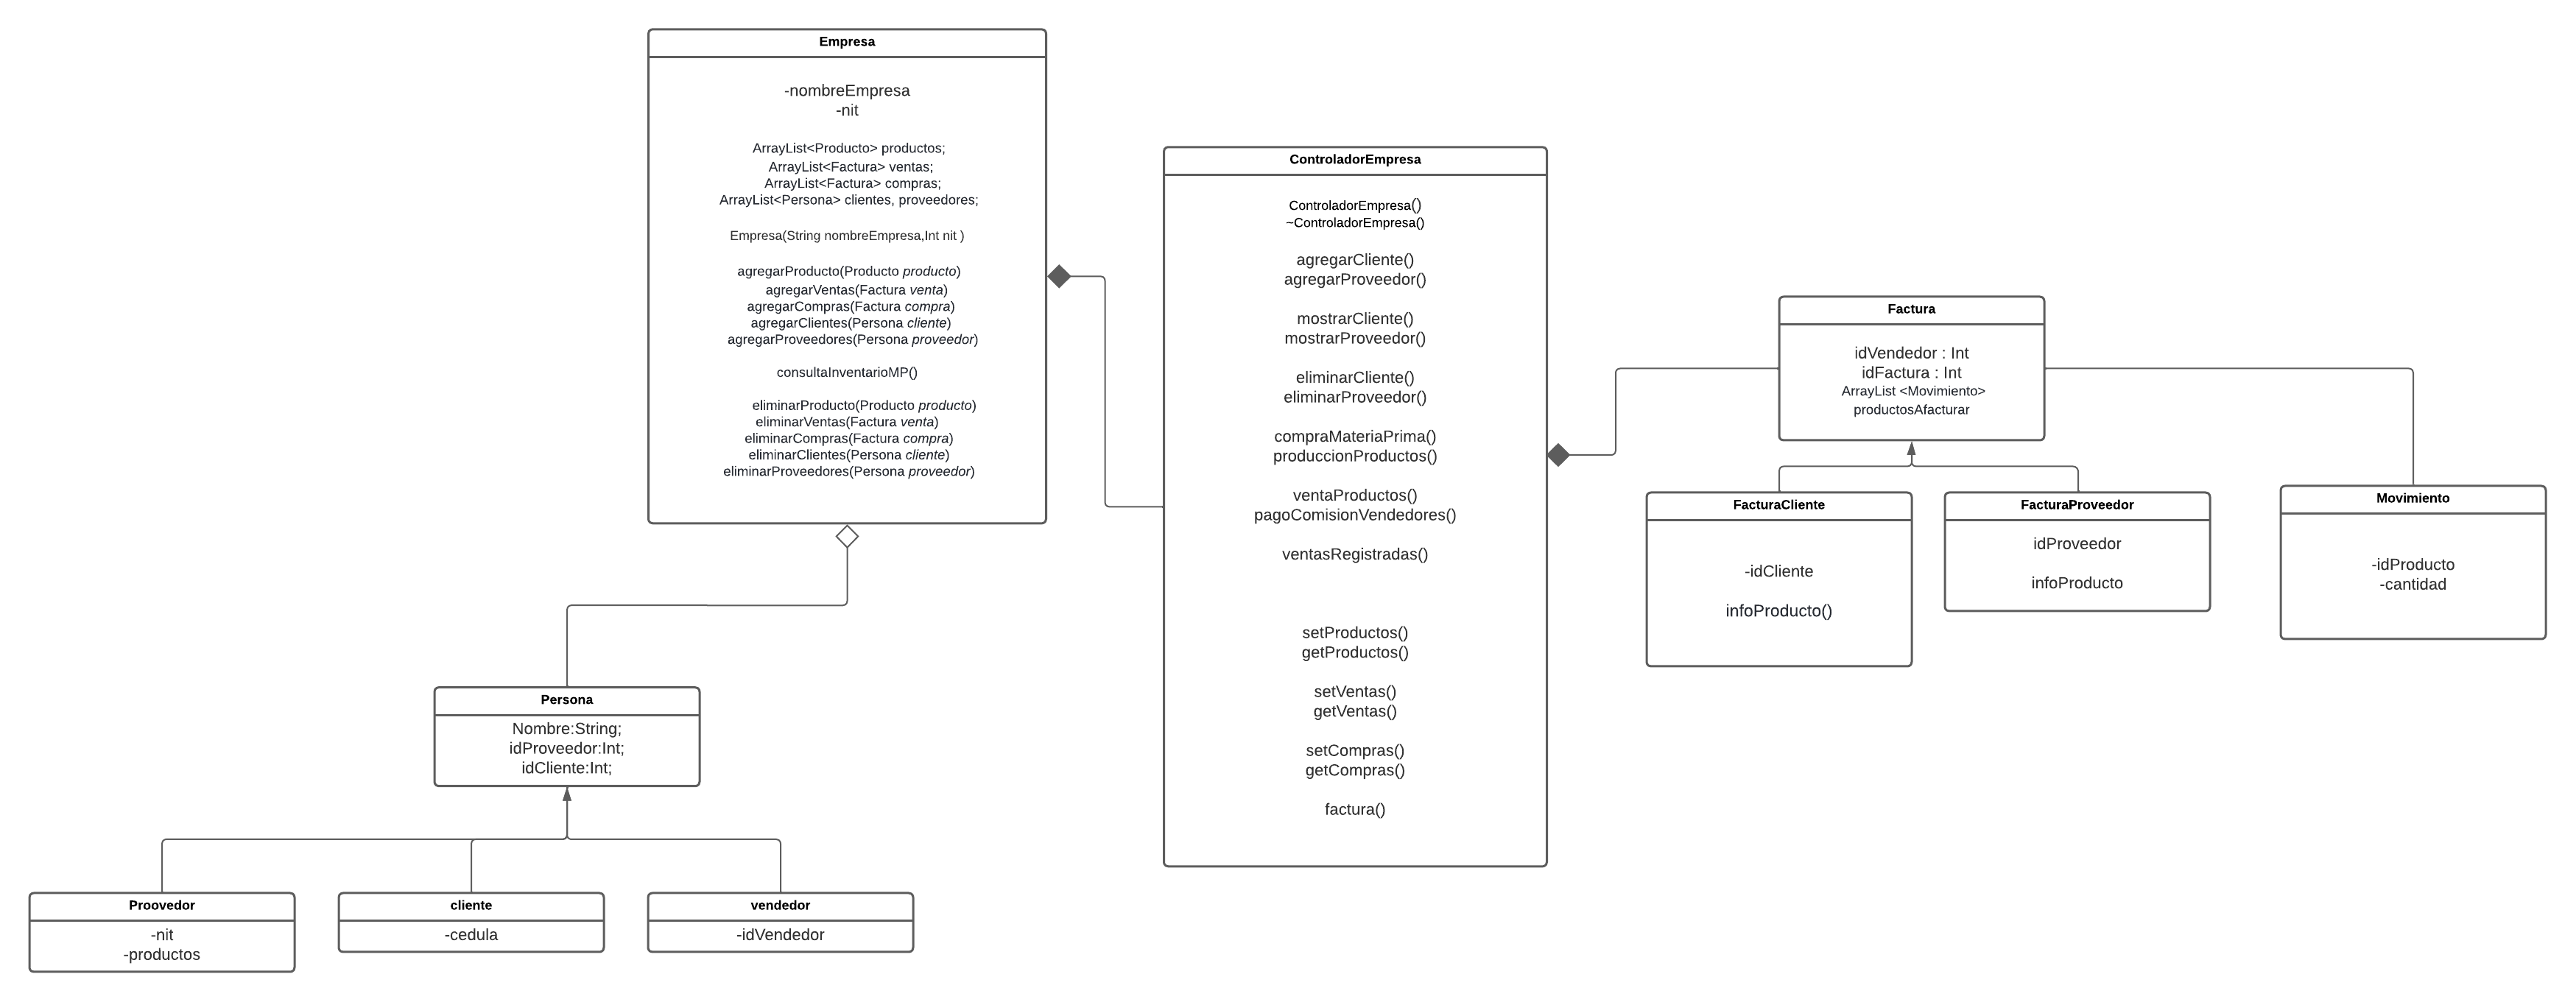 Empresa
-nombreEmpresa
-nit
ArrayList<Producto> productos;
ArrayList<Factura> ventas;
ArrayList<Factura> compras;
ArrayList<Persona> clientes, proveedores;
Empresa(String nombreEmpresa,Int nit )
agregarProducto(Producto producto)
agregarVentas(Factura venta)
agregarCompras(Factura compra)
agregarClientes(Persona cliente)
agregarProveedores(Persona proveedor)
consultaInventarioMP()
eliminarProducto(Producto producto)
eliminarVentas(Factura venta)
eliminarCompras(Factura compra)
eliminarClientes(Persona cliente)
eliminarProveedores(Persona proveedor)
ControladorEmpresa
ControladorEmpresa()
~ControladorEmpresa()
agregarCliente()
agregarProveedor()
mostrarCliente()
mostrarProveedor()
eliminarCliente()
eliminarProveedor()
compraMateriaPrima()
produccionProductos()
ventaProductos()
pagoComisionVendedores()
ventasRegistradas()
setProductos()
getProductos()
setVentas()
getVentas()
setCompras()
getCompras()
factura()
Factura
idVendedor : Int
idFactura : Int
ArrayList <Movimiento>
productosAfacturar
FacturaCliente
-idCliente
infoProducto()
FacturaProveedor
idProveedor
infoProducto
Movimiento
-idProducto
-cantidad
Persona
Nombre:String;
idProveedor:Int;
idCliente:Int;
Proovedor
-nit
-productos
cliente
-cedula
vendedor
-idVendedor